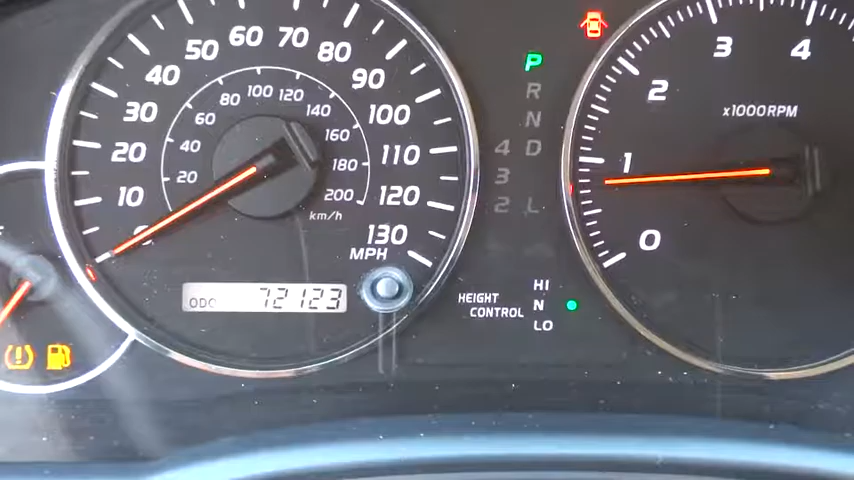 10
20
30
40
50
60
70
80
90
100
110
120
130
MPH
20
40
60
80
100
120
140
160
180
200
km/h
ODO 72123
P
R
N
4 D
3
2 L
HEIGHT CONTROL
HI
N
LO
0
1
2
3
4
x1000RPM